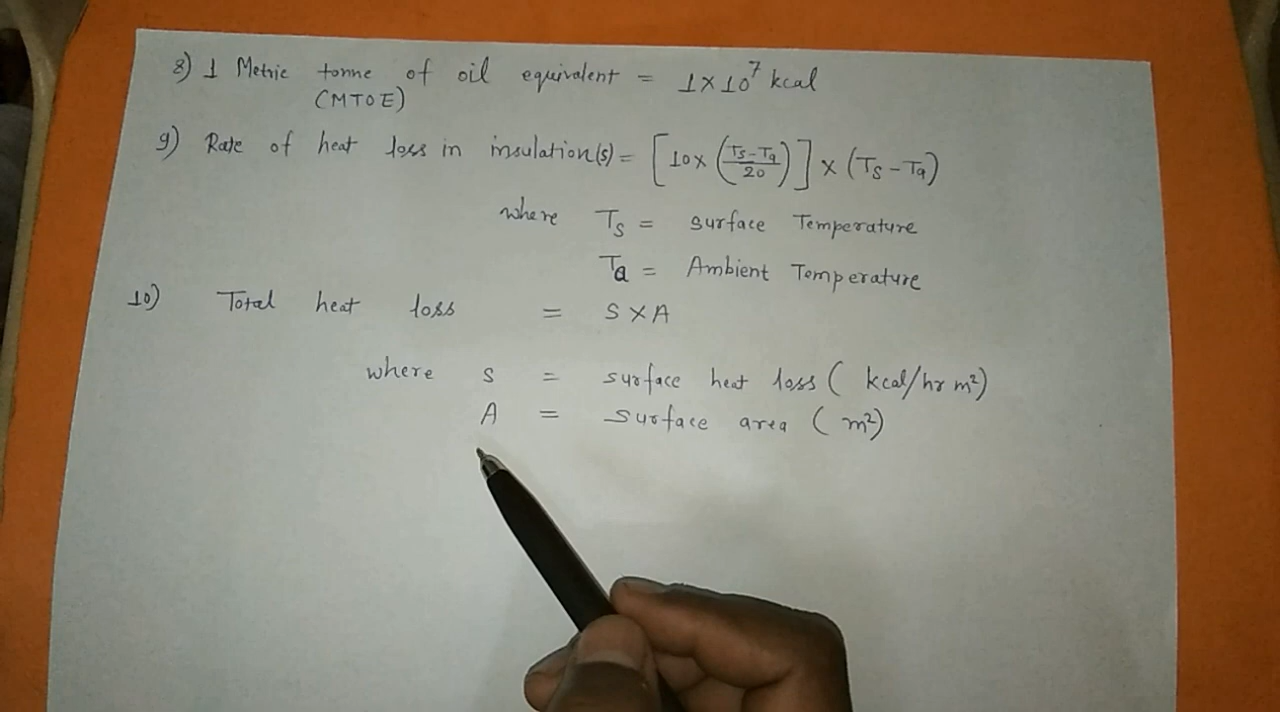 8) 1 Metric tonne of oil equivalent = 1×10⁷ kcal
(MTOE)
9) Rate of heat loss in insulation(s) = [10× (Ts-Ta/20)] × (Ts-Ta)
where Ts = surface Temperature
Ta = Ambient Temperature
10) Total heat loss = S×A
where S = surface heat loss ( kcal/hr m²)
A = surface area ( m²)